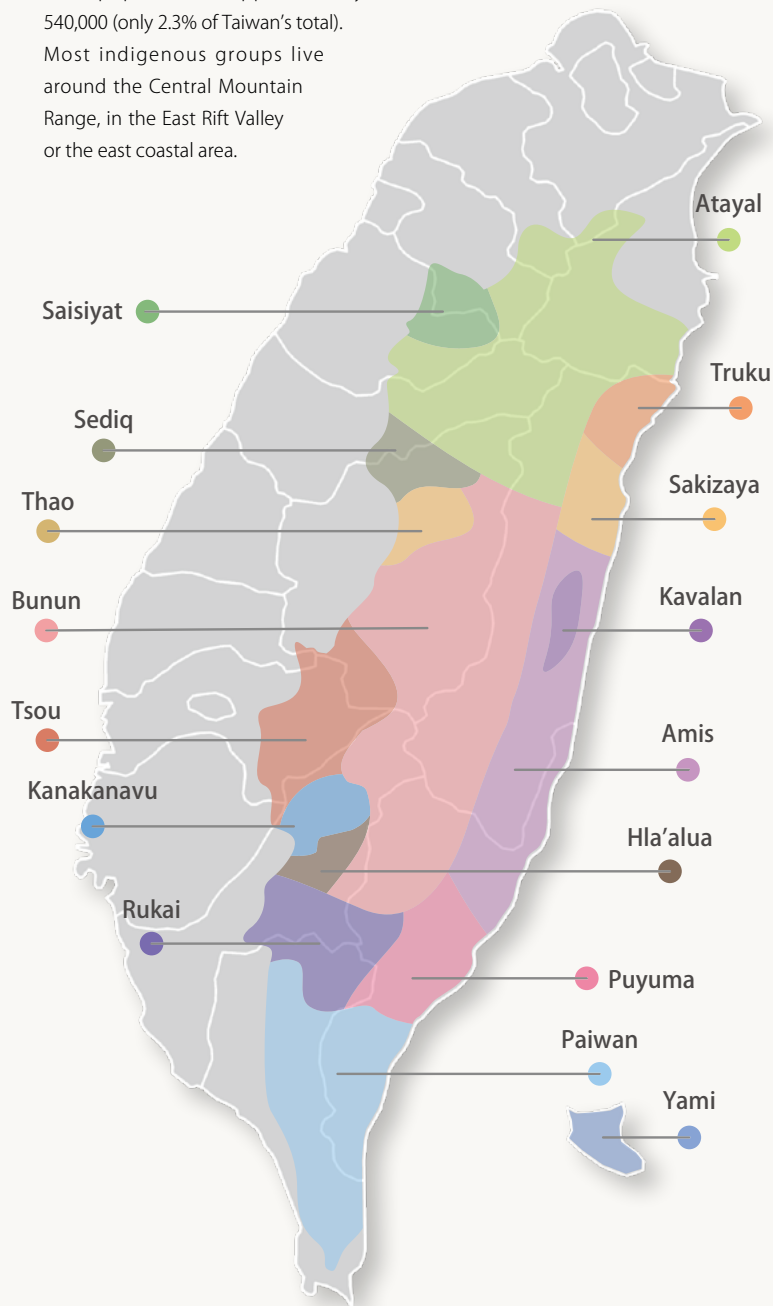 540,000 (only 2.3% of Taiwan’s total).
Most indigenous groups live
around the Central Mountain
Range, in the East Rift Valley
or the east coastal area.
Atayal
Saisiyat
Truku
Sediq
Sakizaya
Thao
Bunun
Kavalan
Tsou
Amis
Kanakanavu
Hla’alua
Rukai
Puyuma
Paiwan
Yami